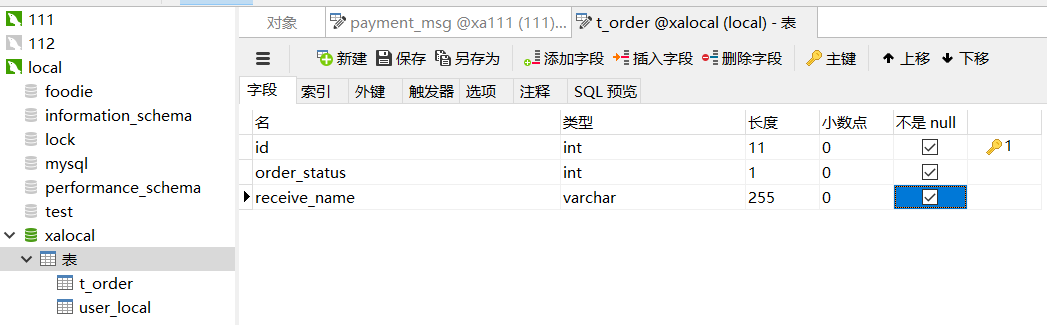 111
112
local
foodie
information_schema
lock
mysql
performance_schema
test
xalocal
表
t_order
user_local
对象 payment_msg @xa111 (111)... t_order @xalocal (local) - 表
新建 保存 另存为 添加字段 插入字段 删除字段 主键 上移 下移
字段 索引 外键 触发器 选项 注释 SQL 预览
名 类型 长度 小数点 不是 null
id int 11 0 1
order_status int 1 0
receive_name varchar 255 0